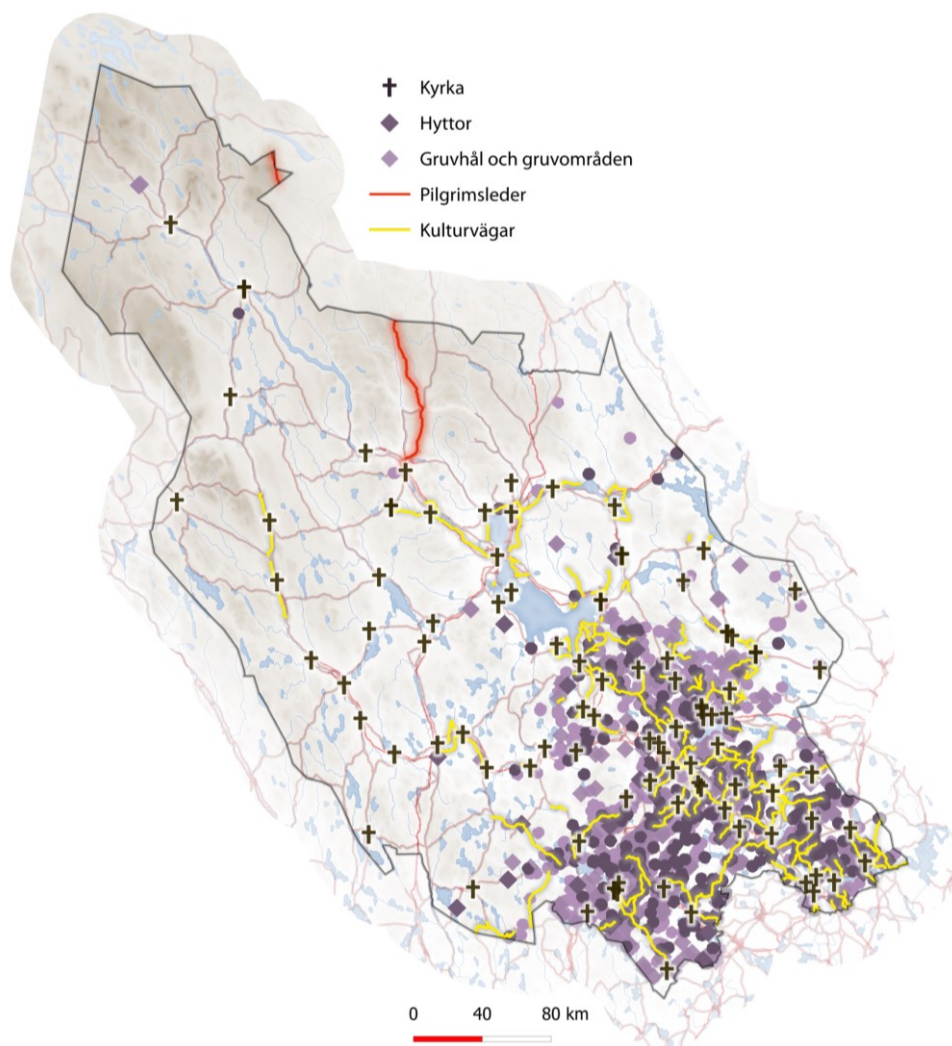 Kyrka
Hyttor
Gruvhål och gruvområden
Pilgrimsleder
Kulturvägar
0 40 80 km